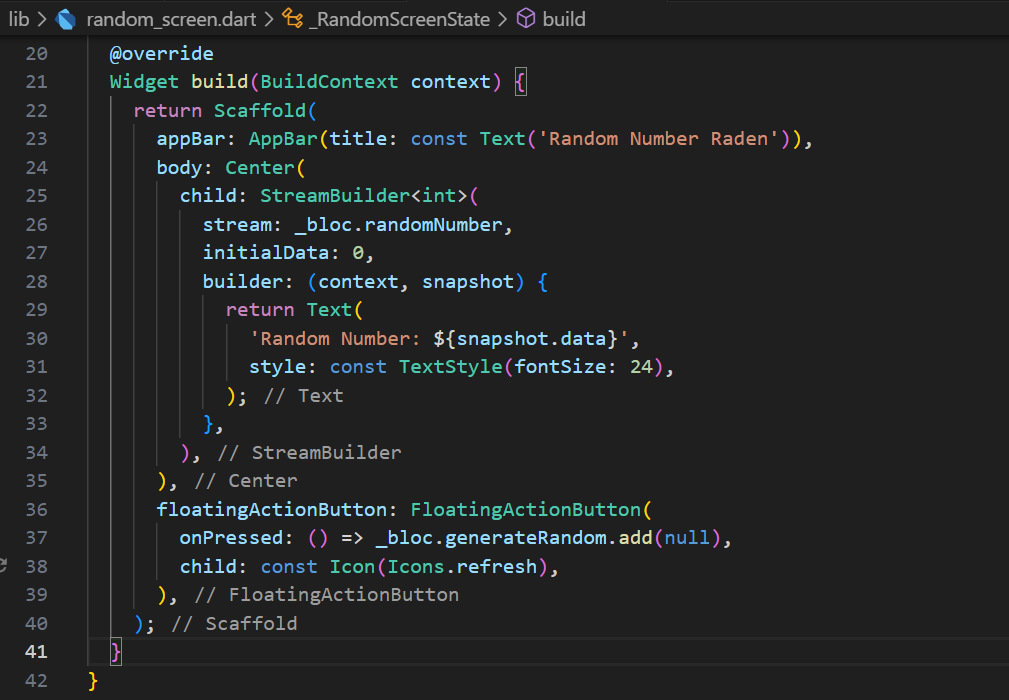 lib > random_screen.dart > _RandomScreenState > build
20 @override
21 Widget build(BuildContext context) {
22 return Scaffold(
23 appBar: AppBar(title: const Text('Random Number Raden')),
24 body: Center(
25 child: StreamBuilder<int>(
26 stream: _bloc.randomNumber,
27 initialData: 0,
28 builder: (context, snapshot) {
29 return Text(
30 'Random Number: ${snapshot.data}',
31 style: const TextStyle(fontSize: 24),
32 ); // Text
33 },
34 ), // StreamBuilder
35 ), // Center
36 floatingActionButton: FloatingActionButton(
37 onPressed: () => _bloc.generateRandom.add(null),
38 child: const Icon(Icons.refresh),
39 ), // FloatingActionButton
40 ); // Scaffold
41 }
42 }